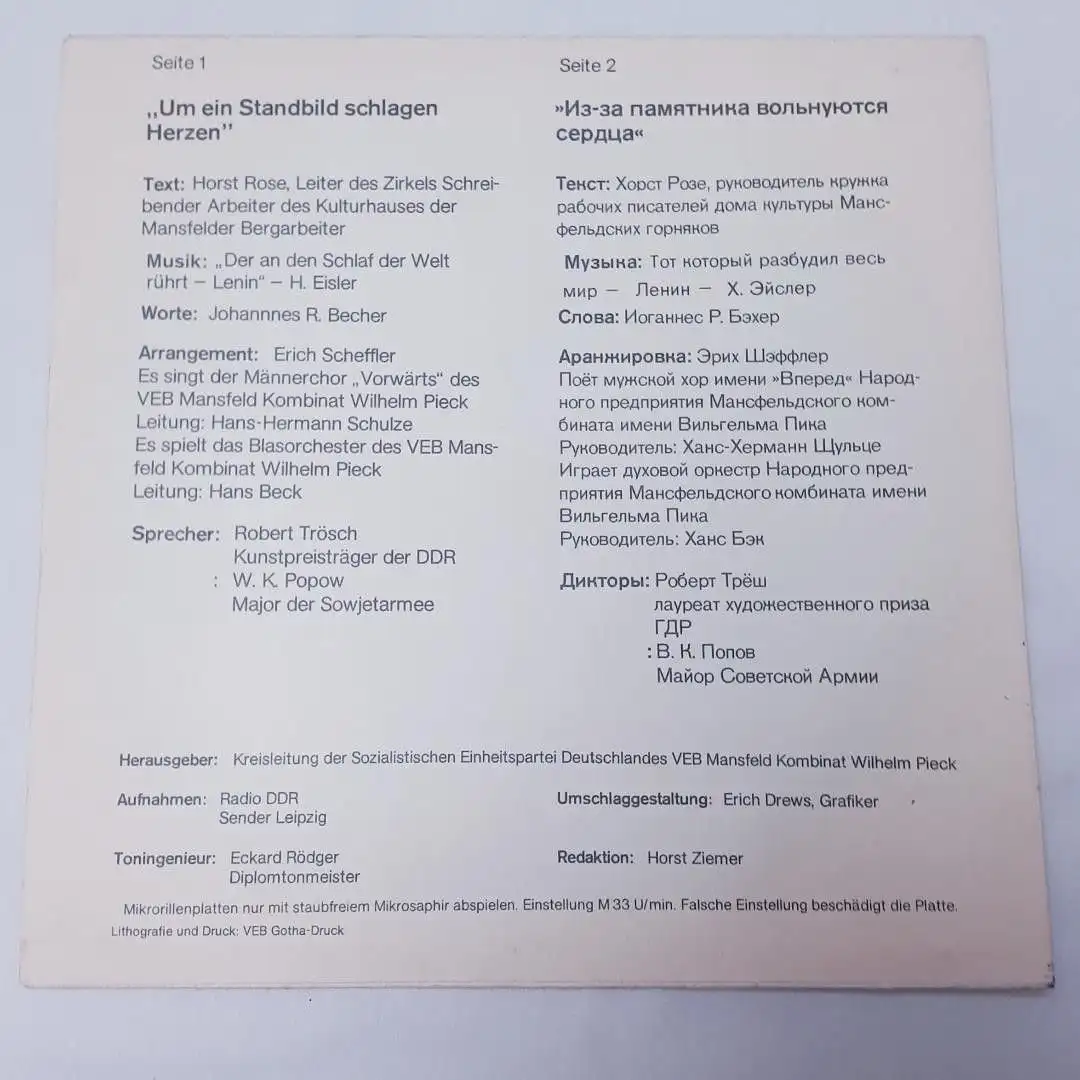 Seite 1
„Um ein Standbild schlagen
Herzen”
Text: Horst Rose, Leiter des Zirkels Schrei-
bender Arbeiter des Kulturhauses der
Mansfelder Bergarbeiter
Musik: „Der an den Schlaf der Welt
rührt – Lenin“ – H. Eisler
Worte: Johannnes R. Becher
Arrangement: Erich Scheffler
Es singt der Männerchor „Vorwärts“ des
VEB Mansfeld Kombinat Wilhelm Pieck
Leitung: Hans-Hermann Schulze
Es spielt das Blasorchester des VEB Mans-
feld Kombinat Wilhelm Pieck
Leitung: Hans Beck
Sprecher: Robert Trösch
Kunstpreisträger der DDR
: W. K. Popow
Major der Sowjetarmee
Seite 2
»Из-за памятника вольнуются
сердца«
Текст: Хорст Розе, руководитель кружка
рабочих писателей дома культуры Манс-
фельдских горняков
Музыка: Тот который разбудил весь
мир – Ленин – Х. Эйслер
Слова: Иоганнес Р. Бэхер
Аранжировка: Эрих Шэффлер
Поёт мужской хор имени »Вперед« Народ-
ного предприятия Мансфельдского ком-
бината имени Вильгельма Пика
Руководитель: Ханс-Херманн Щульце
Играет духовой оркестр Народного пред-
приятия Мансфельдского комбината имени
Вильгельма Пика
Руководитель: Ханс Бэк
Дикторы: Роберт Трёш
лауреат художественного приза
ГДР
: В. К. Попов
Майор Советской Армии
Herausgeber: Kreisleitung der Sozialistischen Einheitspartei Deutschlandes VEB Mansfeld Kombinat Wilhelm Pieck
Aufnahmen: Radio DDR
Sender Leipzig
Umschlaggestaltung: Erich Drews, Grafiker
Toningenieur: Eckard Rödger
Diplomtonmeister
Redaktion: Horst Ziemer
Mikrorillenplatten nur mit staubfreiem Mikrosaphir abspielen. Einstellung M 33 U/min. Falsche Einstellung beschädigt die Platte.
Lithografie und Druck: VEB Gotha-Druck